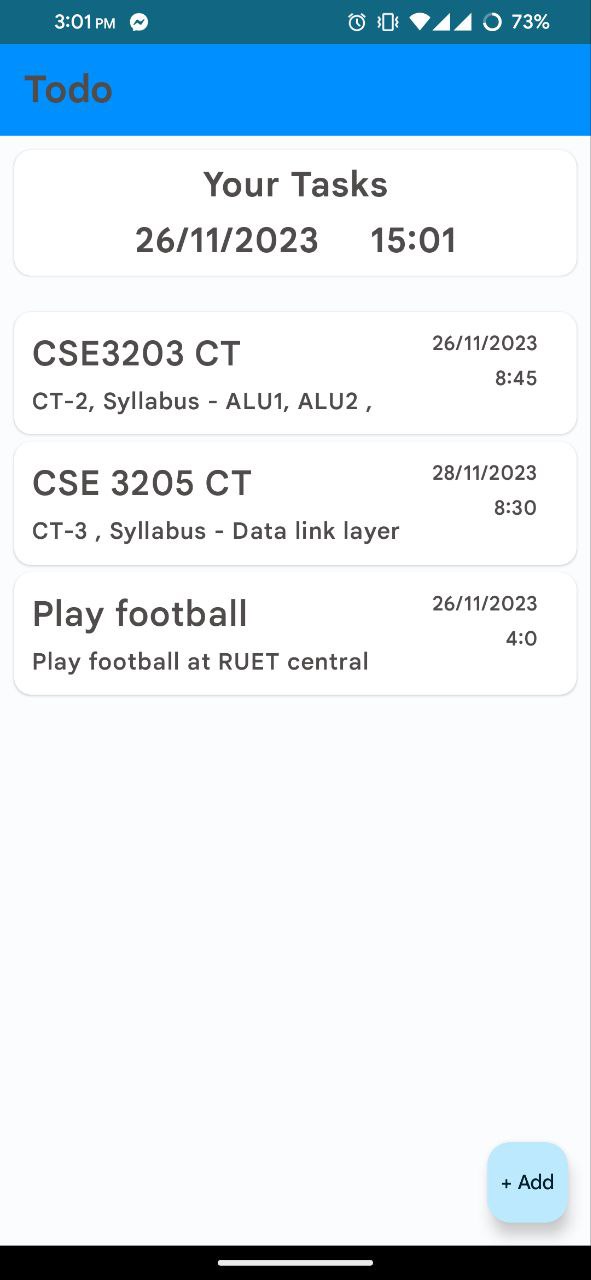 3:01 PM 73%
Todo
Your Tasks
26/11/2023 15:01
CSE3203 CT 26/11/2023
8:45
CT-2, Syllabus - ALU1, ALU2 ,
CSE 3205 CT 28/11/2023
8:30
CT-3 , Syllabus - Data link layer
Play football 26/11/2023
4:0
Play football at RUET central
+ Add